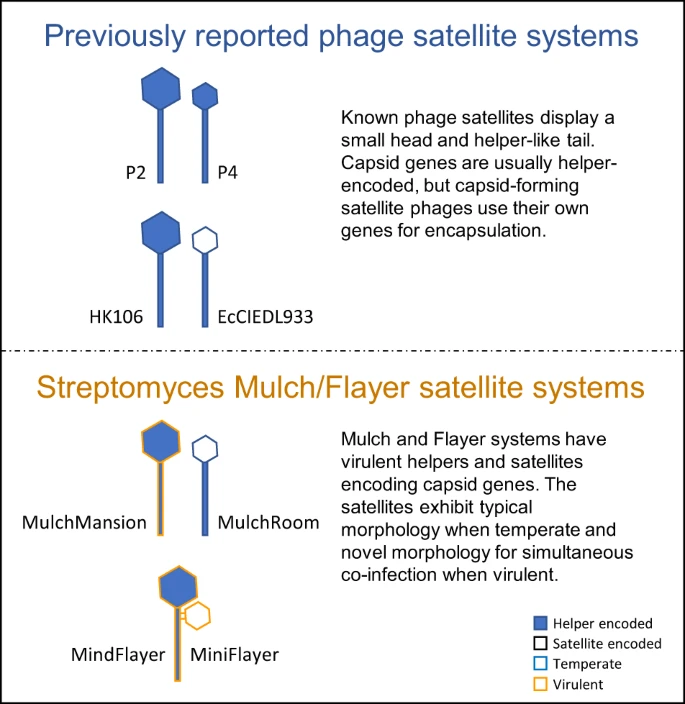 Previously reported phage satellite systems
P2
P4
HK106
EcCIEDL933
Known phage satellites display a
small head and helper-like tail.
Capsid genes are usually helper-
encoded, but capsid-forming
satellite phages use their own
genes for encapsulation.
Streptomyces Mulch/Flayer satellite systems
MulchMansion
MulchRoom
MindFlayer
MiniFlayer
Mulch and Flayer systems have
virulent helpers and satellites
encoding capsid genes. The
satellites exhibit typical
morphology when temperate and
novel morphology for simultaneous
co-infection when virulent.
Helper encoded
Satellite encoded
Temperate
Virulent